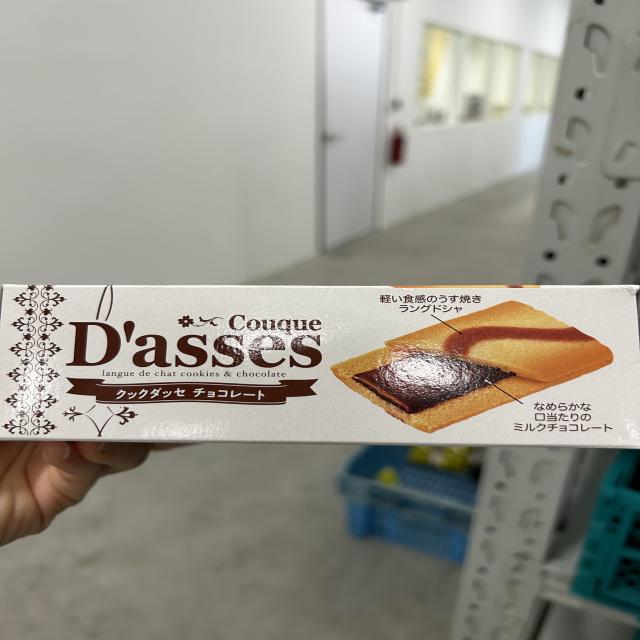 Couque
D'asses
langue de chat cookies & chocolate
クックダッセ チョコレート
軽い食感のうす焼き
ラングドシャ
なめらかな
口当たりの
ミルクチョコレート